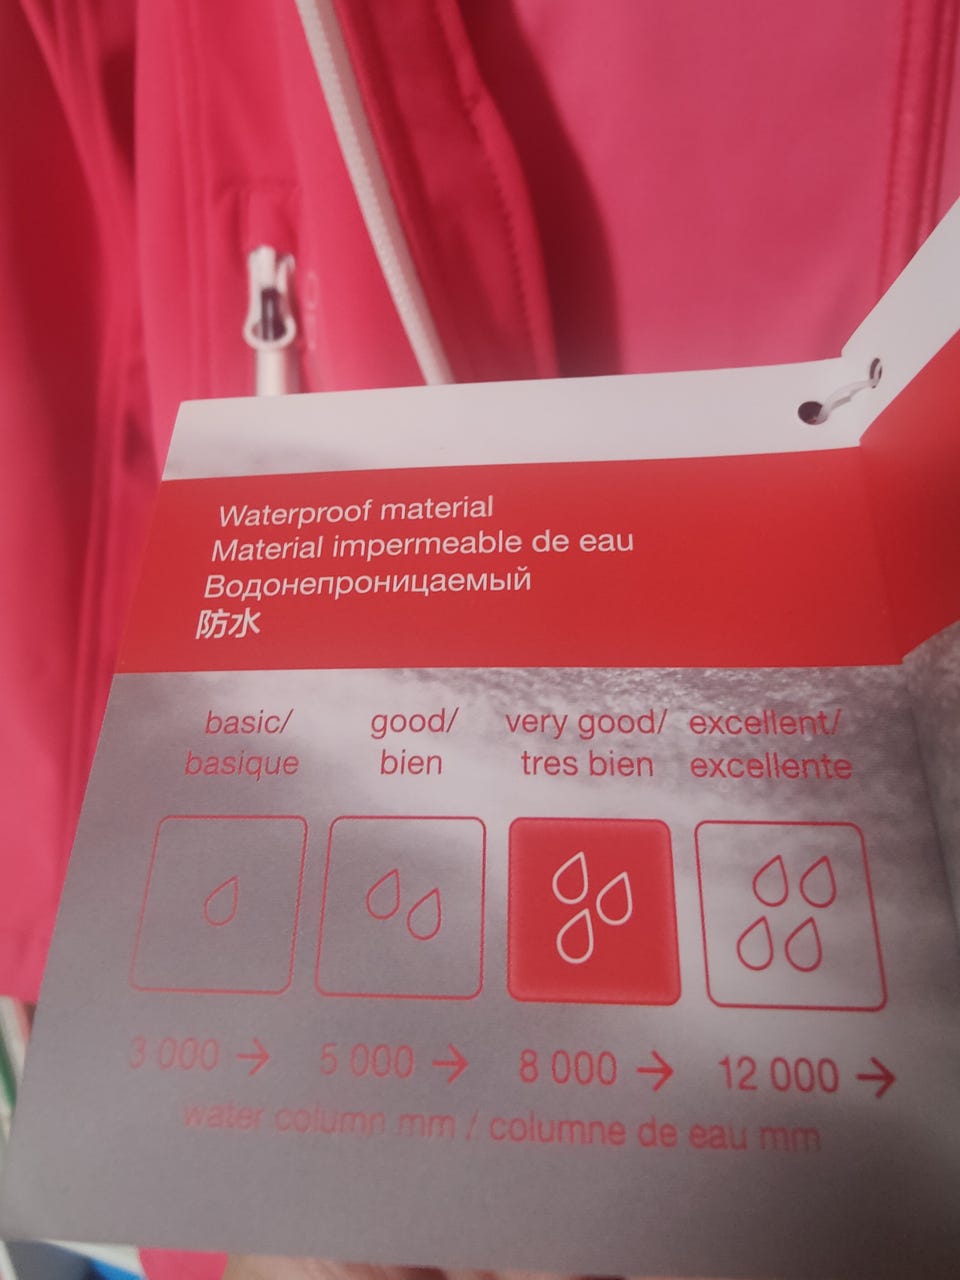 Waterproof material
Material impermeable de eau
Водонепроницаемый
防水
basic/ good/ very good/ excellent/
basique bien tres bien excellente
3 000 → 5 000 → 8 000 → 12 000 →
water column mm / columne de eau mm